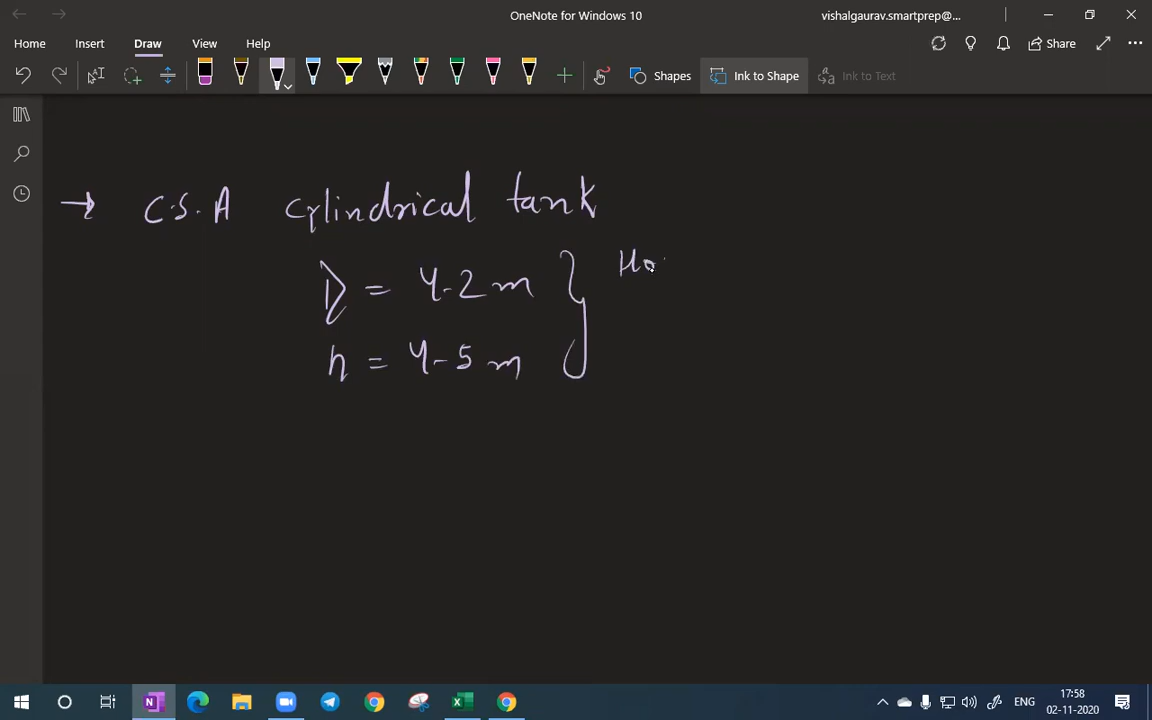 OneNote for Windows 10
vishalgaurav.smartprep@...
Home Insert Draw View Help
Share
Shapes Ink to Shape Ink to Text
→ C.S.A cylindrical tank
D = 4.2 m
h = 4.5 m
Ho
ENG
17:58
02-11-2020